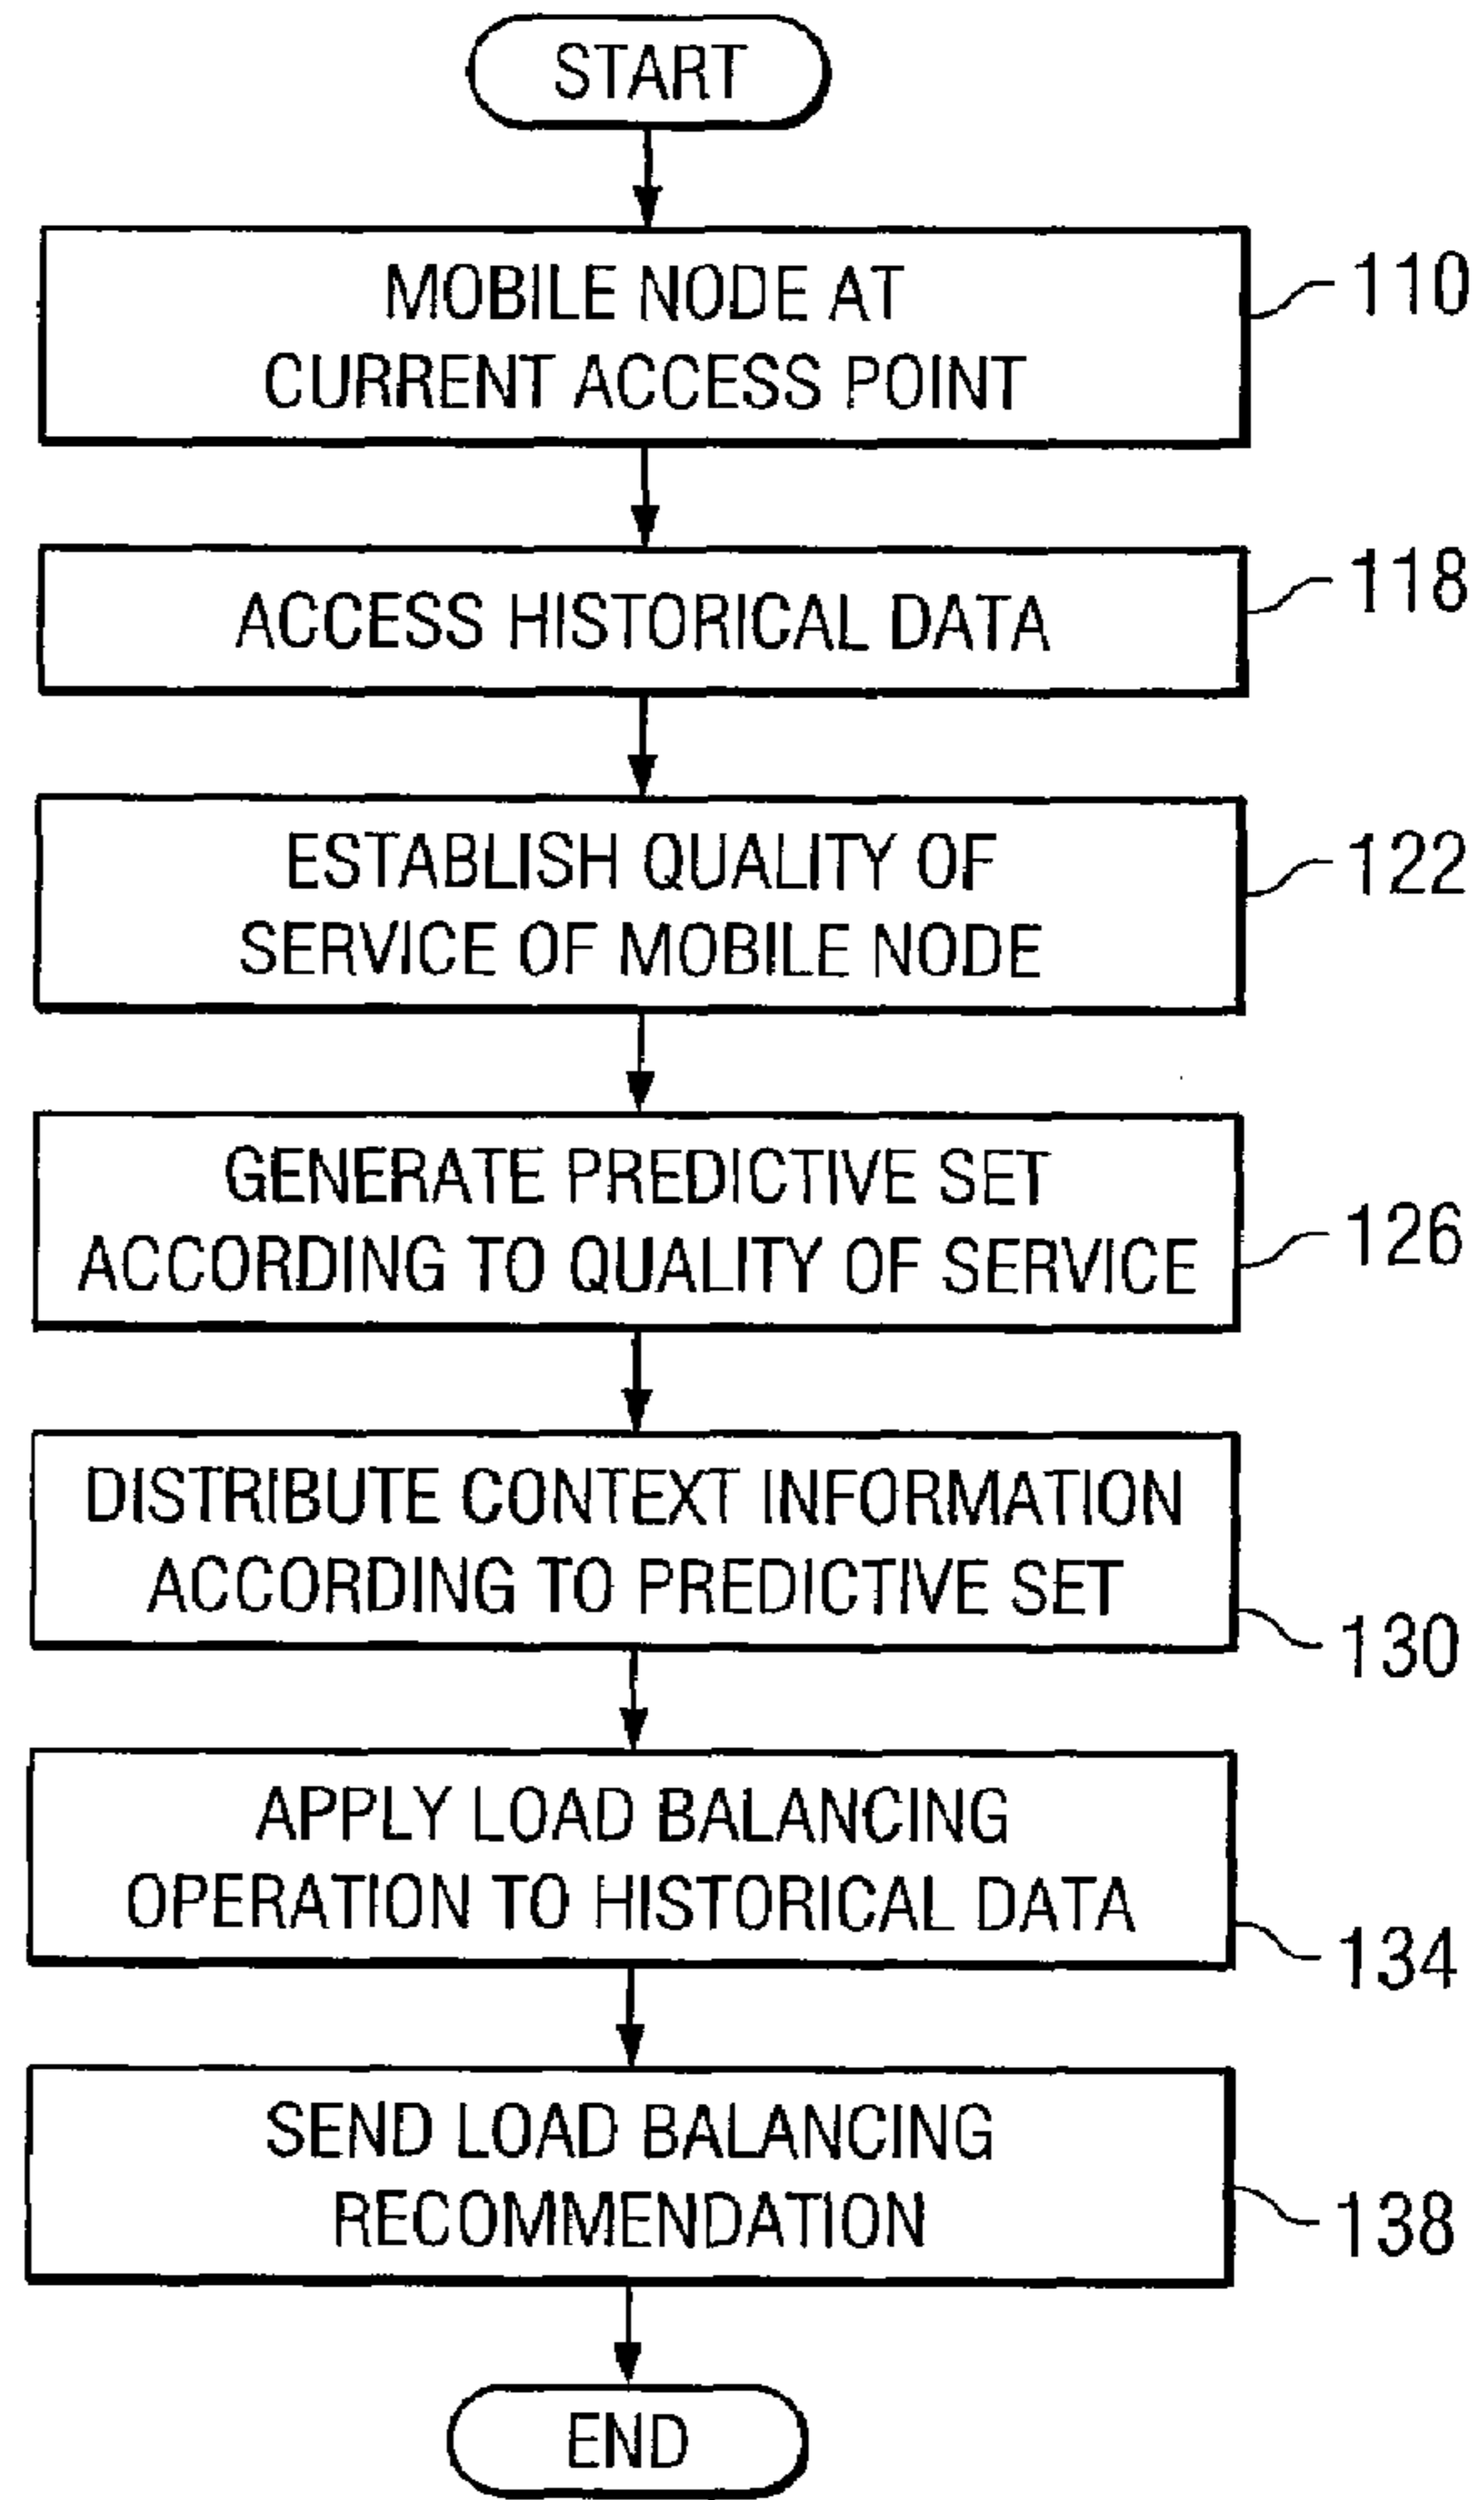 START
MOBILE NODE AT
CURRENT ACCESS POINT
110
ACCESS HISTORICAL DATA
118
ESTABLISH QUALITY OF
SERVICE OF MOBILE NODE
122
GENERATE PREDICTIVE SET
ACCORDING TO QUALITY OF SERVICE
126
DISTRIBUTE CONTEXT INFORMATION
ACCORDING TO PREDICTIVE SET
130
APPLY LOAD BALANCING
OPERATION TO HISTORICAL DATA
134
SEND LOAD BALANCING
RECOMMENDATION
138
END